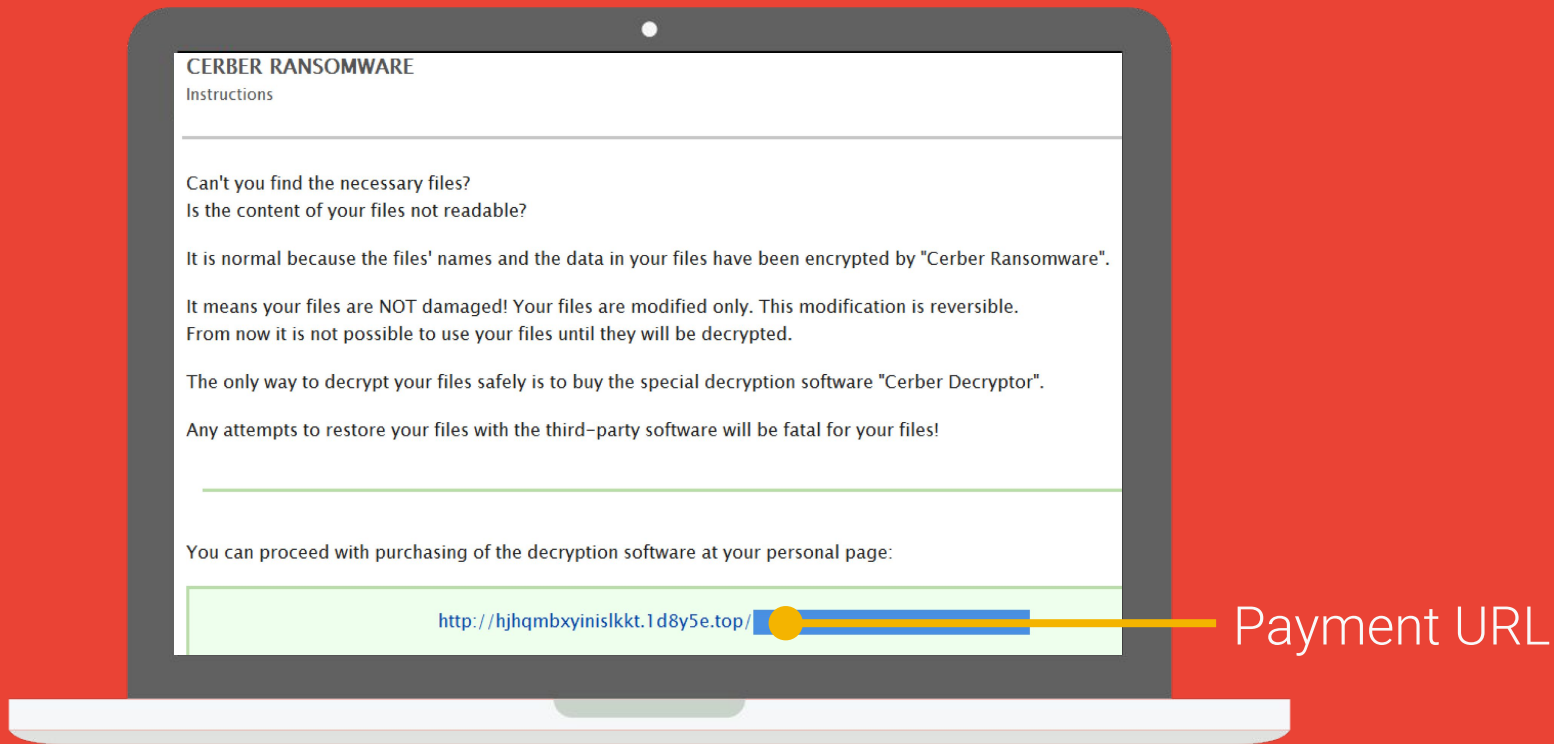 CERBER RANSOMWARE
Instructions
Can't you find the necessary files?
Is the content of your files not readable?
It is normal because the files' names and the data in your files have been encrypted by "Cerber Ransomware".
It means your files are NOT damaged! Your files are modified only. This modification is reversible.
From now it is not possible to use your files until they will be decrypted.
The only way to decrypt your files safely is to buy the special decryption software "Cerber Decryptor".
Any attempts to restore your files with the third-party software will be fatal for your files!
You can proceed with purchasing of the decryption software at your personal page:
http://hjhqmbxyinislkkt.1d8y5e.top/
Payment URL